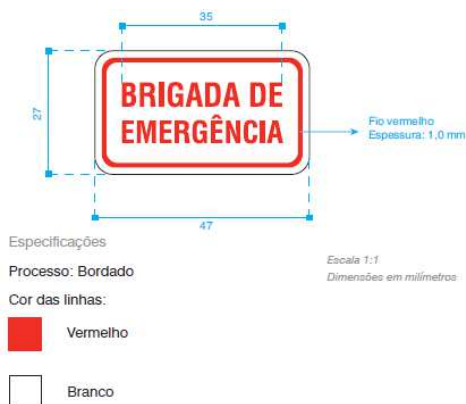 35
27
BRIGADA DE
EMERGÊNCIA
Fio vermelho
Espessura: 1,0 mm
47
Especificações
Processo: Bordado
Escala 1:1
Dimensões em milímetros
Cor das linhas:
Vermelho
Branco